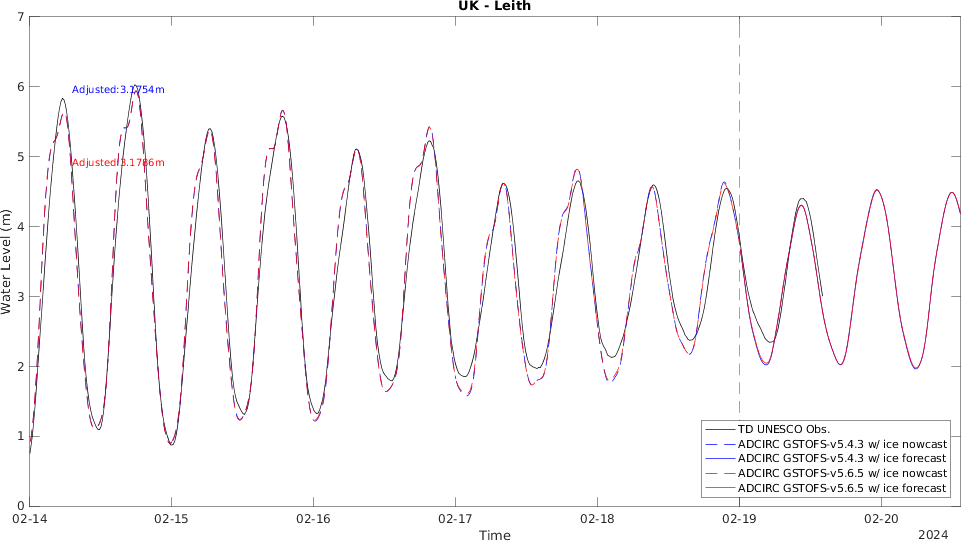 UK - Leith
7
6
5
4
3
2
1
0
Water Level (m)
Adjusted:3.1754m
Adjusted:3.1786m
TD UNESCO Obs.
ADCIRC GSTOFS-v5.4.3 w/ ice nowcast
ADCIRC GSTOFS-v5.4.3 w/ ice forecast
ADCIRC GSTOFS-v5.6.5 w/ ice nowcast
ADCIRC GSTOFS-v5.6.5 w/ ice forecast
02-14 02-15 02-16 02-17 02-18 02-19 02-20
Time
2024